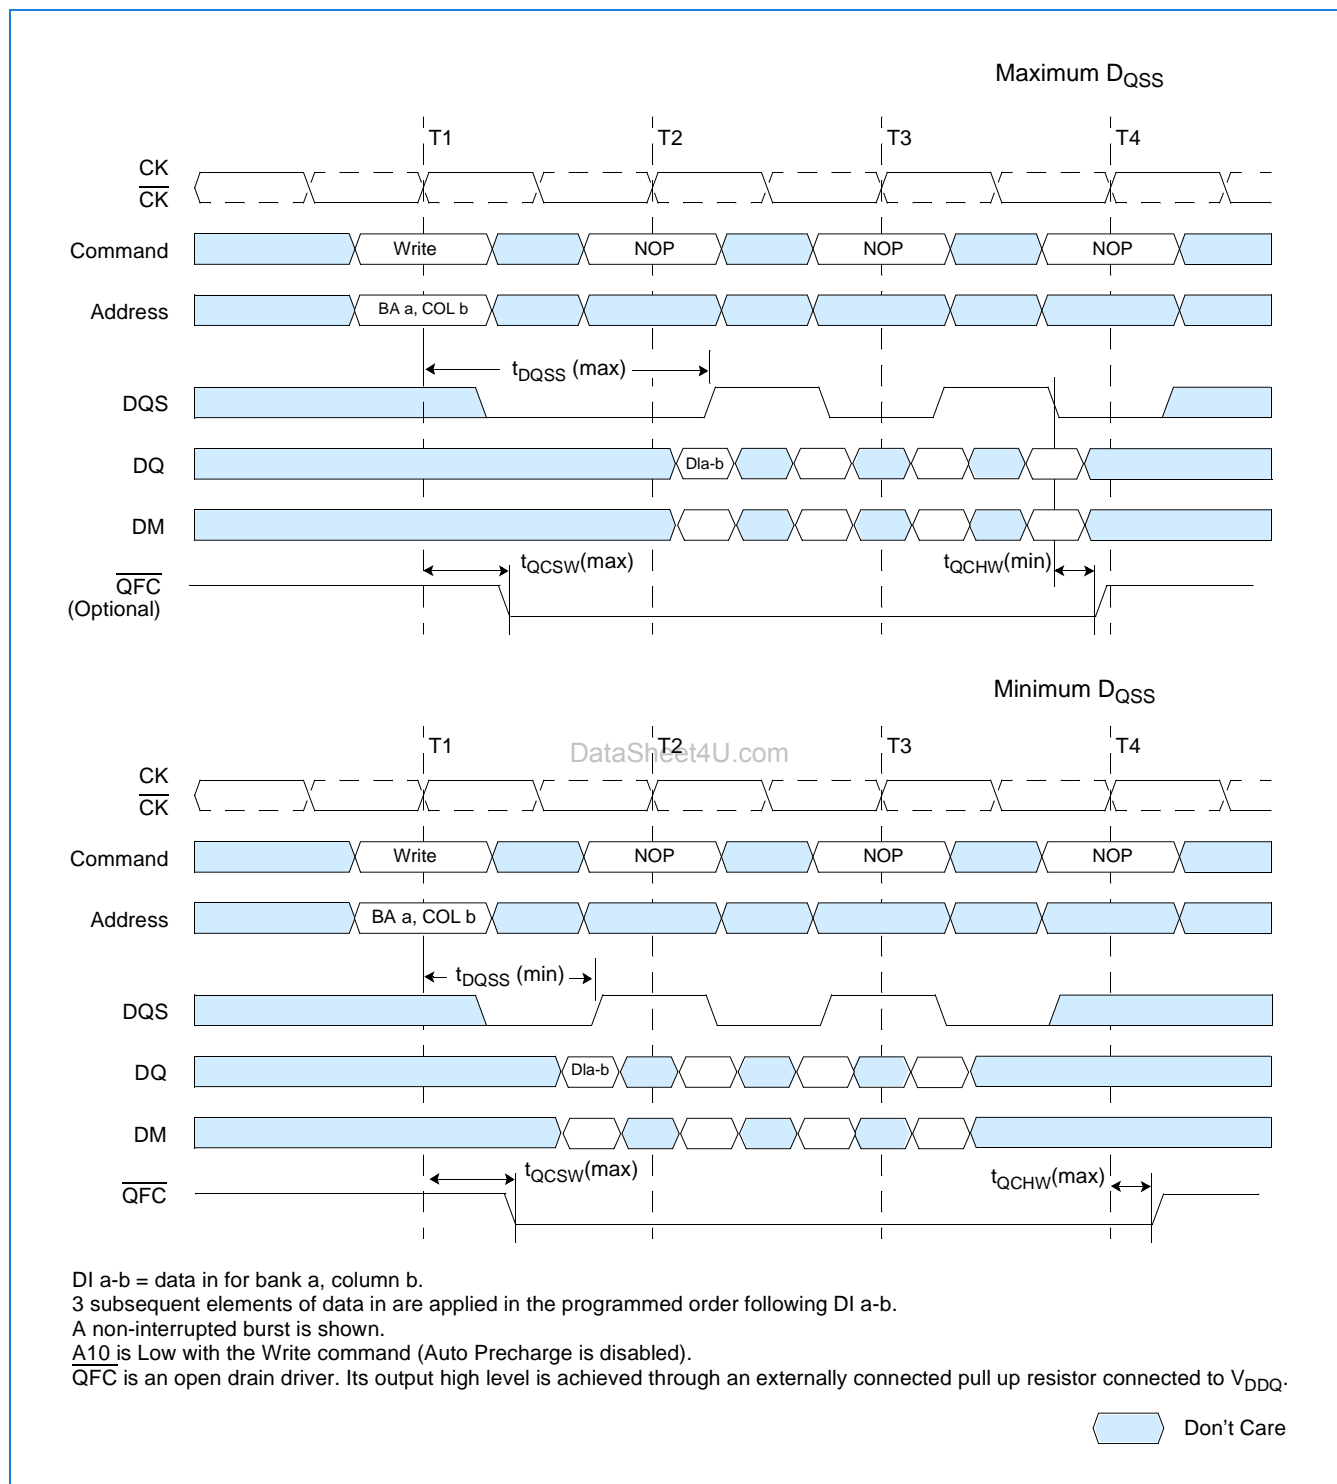 Maximum DQSS
T1 T2 T3 T4
CK
CK
Command Write NOP NOP NOP
Address BA a, COL b
tDQSS (max)
DQS
DQ DIa-b
DM
tQCSW(max) tQCHW(min)
QFC
(Optional)
Minimum DQSS
T1 T2 T3 T4
DataSheet4U.com
CK
CK
Command Write NOP NOP NOP
Address BA a, COL b
tDQSS (min)
DQS
DQ DIa-b
DM
tQCSW(max) tQCHW(max)
QFC
DI a-b = data in for bank a, column b.
3 subsequent elements of data in are applied in the programmed order following DI a-b.
A non-interrupted burst is shown.
A10 is Low with the Write command (Auto Precharge is disabled).
QFC is an open drain driver. Its output high level is achieved through an externally connected pull up resistor connected to VDDQ.
Don't Care